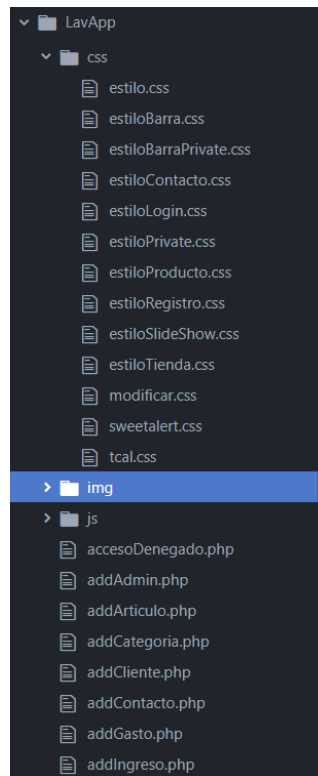 LavApp
css
estilo.css
estiloBarra.css
estiloBarraPrivate.css
estiloContacto.css
estiloLogin.css
estiloPrivate.css
estiloProducto.css
estiloRegistro.css
estiloSlideShow.css
estiloTienda.css
modificar.css
sweetalert.css
tcal.css
img
js
accesoDenegado.php
addAdmin.php
addArticulo.php
addCategoria.php
addCliente.php
addContacto.php
addGasto.php
addIngreso.php